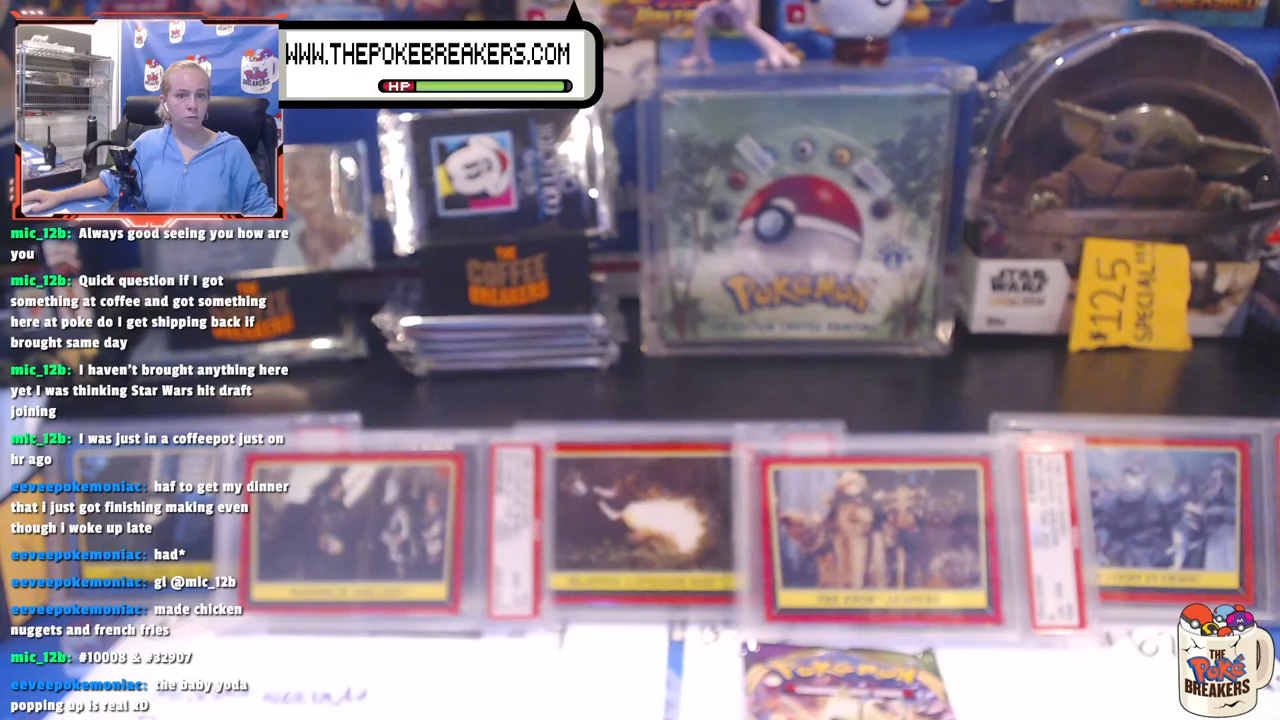 WWW.THEPOKEBREAKERS.COM
HP
THE
POKÉ
BREAKERS
mic_12b: Always good seeing you how are
you
mic_12b: Quick question if I got
something at coffee and got something
here at poke do I get shipping back if
brought same day
mic_12b: I haven't brought anything here
yet I was thinking Star Wars hit draft
joining
mic_12b: I was just in a coffeepot just on
hr ago
eeveepokemoniac: haf to get my dinner
that i just got finishing making even
though i woke up late
eeveepokemoniac: had*
eeveepokemoniac: gl @mic_12b
eeveepokemoniac: made chicken
nuggets and french fries
mic_12b: #10008 & #32907
eeveepokemoniac: the baby yoda
popping up is real xD
THE
COFFEE
BREAKERS
POKéMON
STAR
WARS
$125
SPECIAL
POKéMON
THE
Poké
BREAKERS